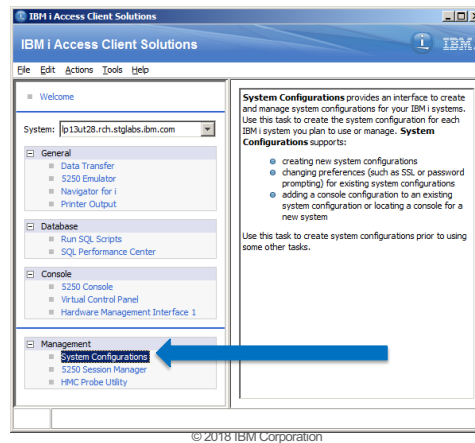 IBM i Access Client Solutions
IBM i Access Client Solutions
IBM.
File Edit Actions Tools Help
Welcome
System: lp13ut28.rch.stglabs.ibm.com
General
Data Transfer
5250 Emulator
Navigator for i
Printer Output
Database
Run SQL Scripts
SQL Performance Center
Console
5250 Console
Virtual Control Panel
Hardware Management Interface 1
Management
System Configurations
5250 Session Manager
HMC Probe Utility
System Configurations provides an interface to create
and manage system configurations for your IBM i systems.
Use this task to create the system configuration for each
IBM i system you plan to use or manage. System
Configurations supports:
creating new system configurations
changing preferences (such as SSL or password
prompting) for existing system configurations
adding a console configuration to an existing
system configuration or locating a console for a
new system
Use this task to create system configurations prior to using
some other tasks.
© 2018 IBM Corporation